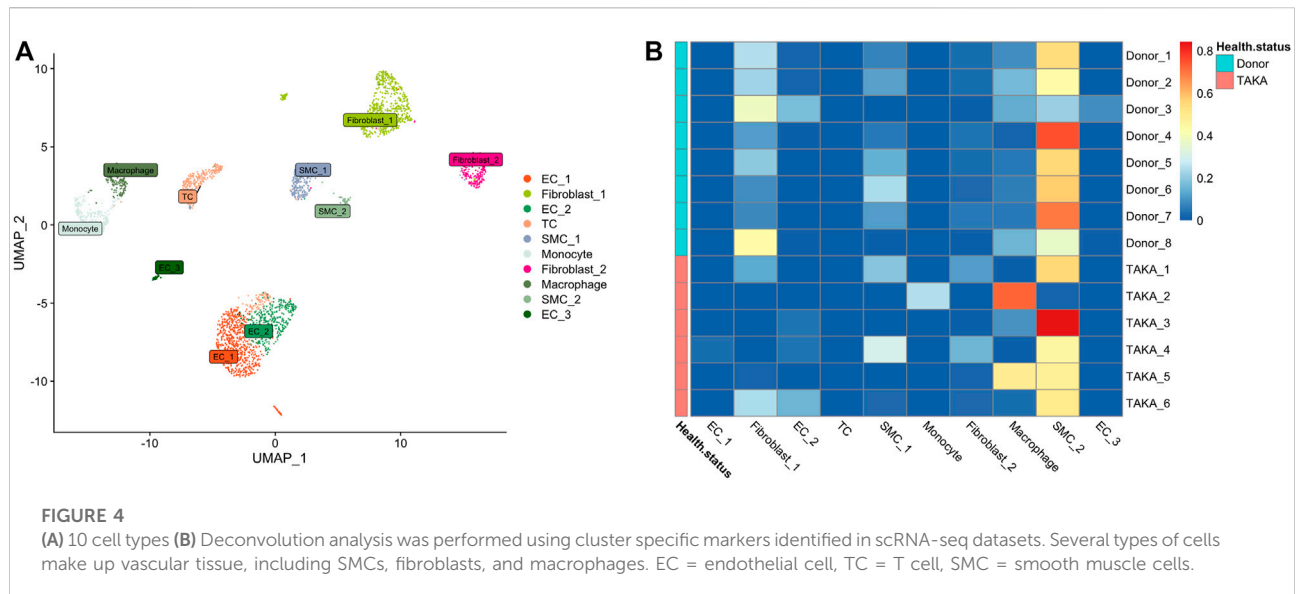 A
UMAP_2
10
5
0
-5
-10
Fibroblast_1
Macrophage
TC
SMC_1
Fibroblast_2
SMC_2
Monocyte
EC_3
EC_2
EC_1
-10
0
10
UMAP_1
EC_1
Fibroblast_1
EC_2
TC
SMC_1
Monocyte
Fibroblast_2
Macrophage
SMC_2
EC_3
B
Donor_1
Donor_2
Donor_3
Donor_4
Donor_5
Donor_6
Donor_7
Donor_8
TAKA_1
TAKA_2
TAKA_3
TAKA_4
TAKA_5
TAKA_6
Health.status
EC_1
Fibroblast_1
EC_2
TC
SMC_1
Monocyte
Fibroblast_2
Macrophage
SMC_2
EC_3
0.8
0.6
0.4
0.2
0
Health.status
Donor
TAKA
FIGURE 4
(A) 10 cell types (B) Deconvolution analysis was performed using cluster specific markers identified in scRNA-seq datasets. Several types of cells
make up vascular tissue, including SMCs, fibroblasts, and macrophages. EC = endothelial cell, TC = T cell, SMC = smooth muscle cells.